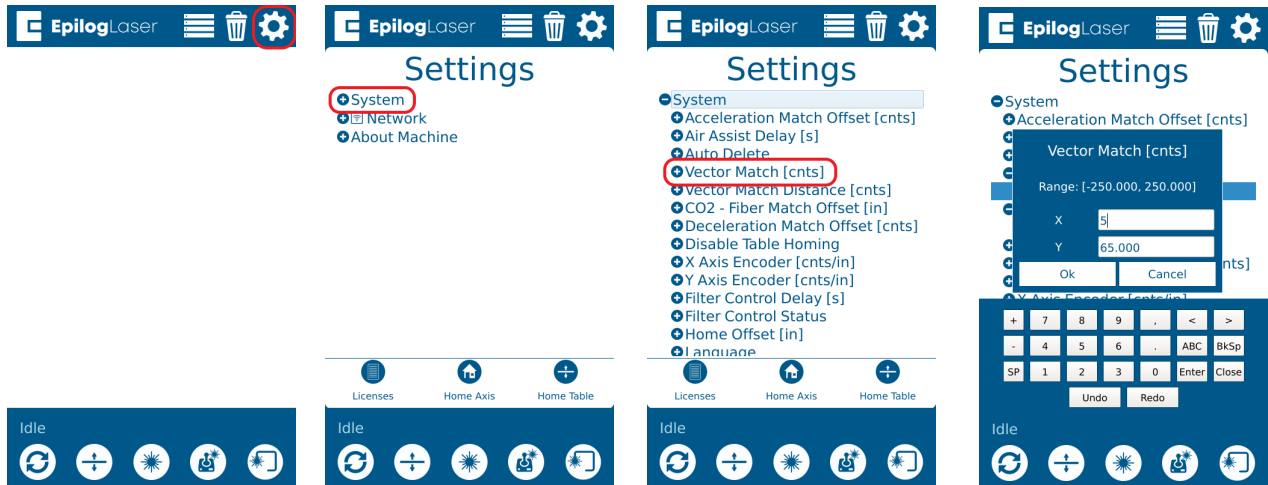 EpilogLaser
Idle
EpilogLaser
Settings
System
Network
About Machine
Licenses
Home Axis
Home Table
Idle
EpilogLaser
Settings
System
Acceleration Match Offset [cnts]
Air Assist Delay [s]
Auto Delete
Vector Match [cnts]
Vector Match Distance [cnts]
CO2 - Fiber Match Offset [in]
Deceleration Match Offset [cnts]
Disable Table Homing
X Axis Encoder [cnts/in]
Y Axis Encoder [cnts/in]
Filter Control Delay [s]
Filter Control Status
Home Offset [in]
Language
Licenses
Home Axis
Home Table
Idle
EpilogLaser
Settings
System
Acceleration Match Offset [cnts]
Vector Match [cnts]
Range: [-250.000, 250.000]
X 5
Y 65.000
nts]
Ok Cancel
X Axis Encoder [cnts/in]
+ 7 8 9 , < >
- 4 5 6 . ABC BkSp
SP 1 2 3 0 Enter Close
Undo Redo
Idle